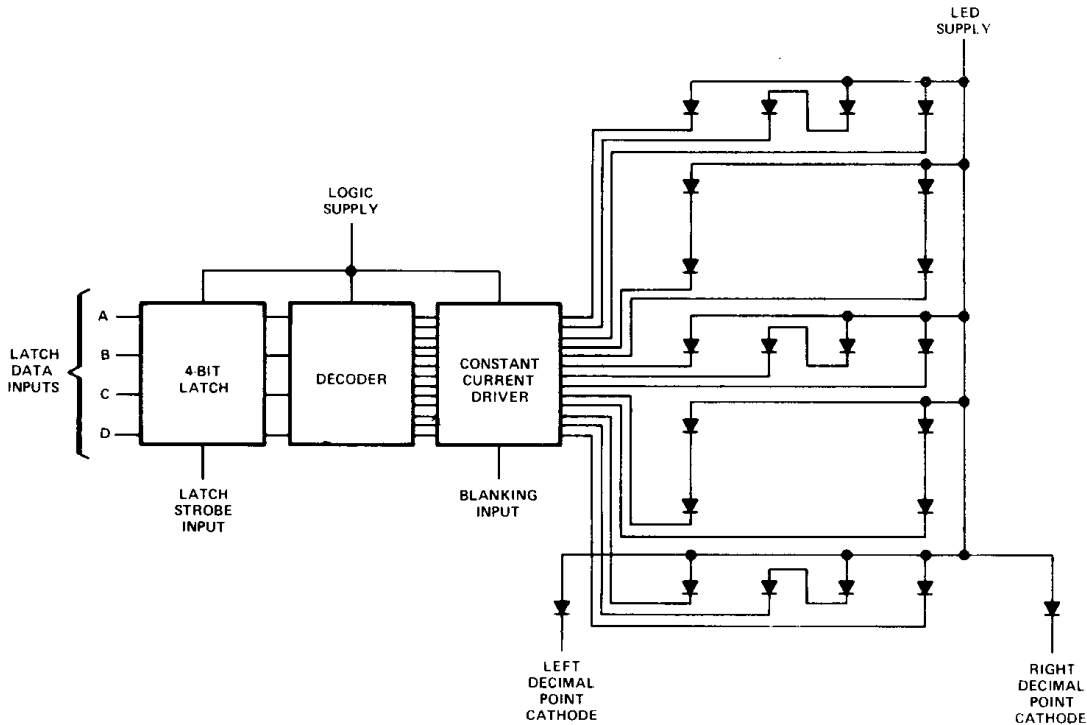 LED
SUPPLY
LOGIC
SUPPLY
LATCH
DATA
INPUTS
A
B
C
D
4-BIT
LATCH
DECODER
CONSTANT
CURRENT
DRIVER
LATCH
STROBE
INPUT
BLANKING
INPUT
LEFT
DECIMAL
POINT
CATHODE
RIGHT
DECIMAL
POINT
CATHODE